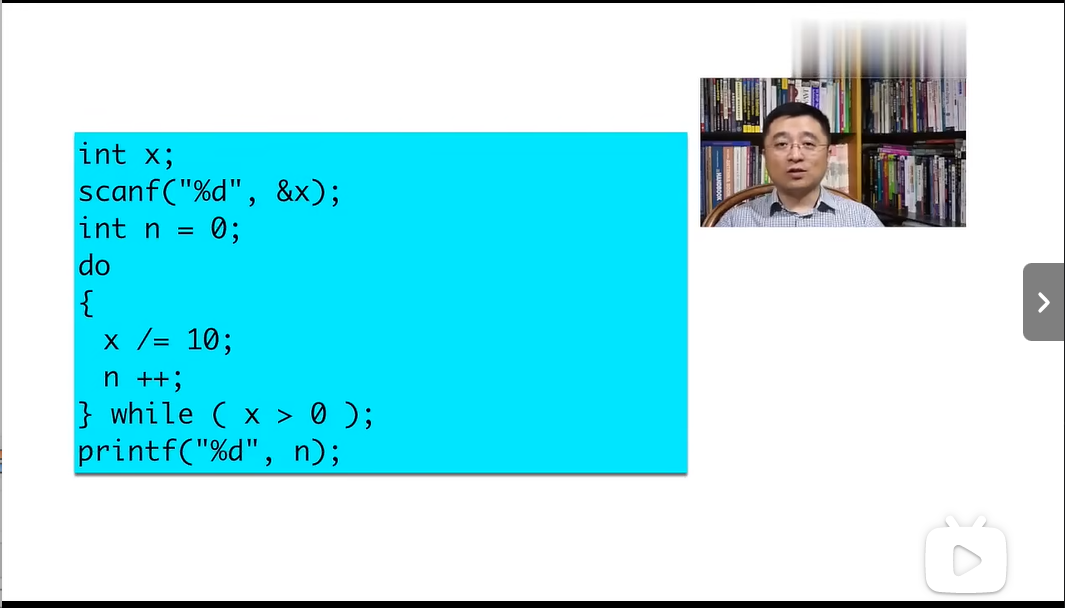 int x;
scanf("%d", &x);
int n = 0;
do
{
  x /= 10;
  n ++;
} while ( x > 0 );
printf("%d", n);